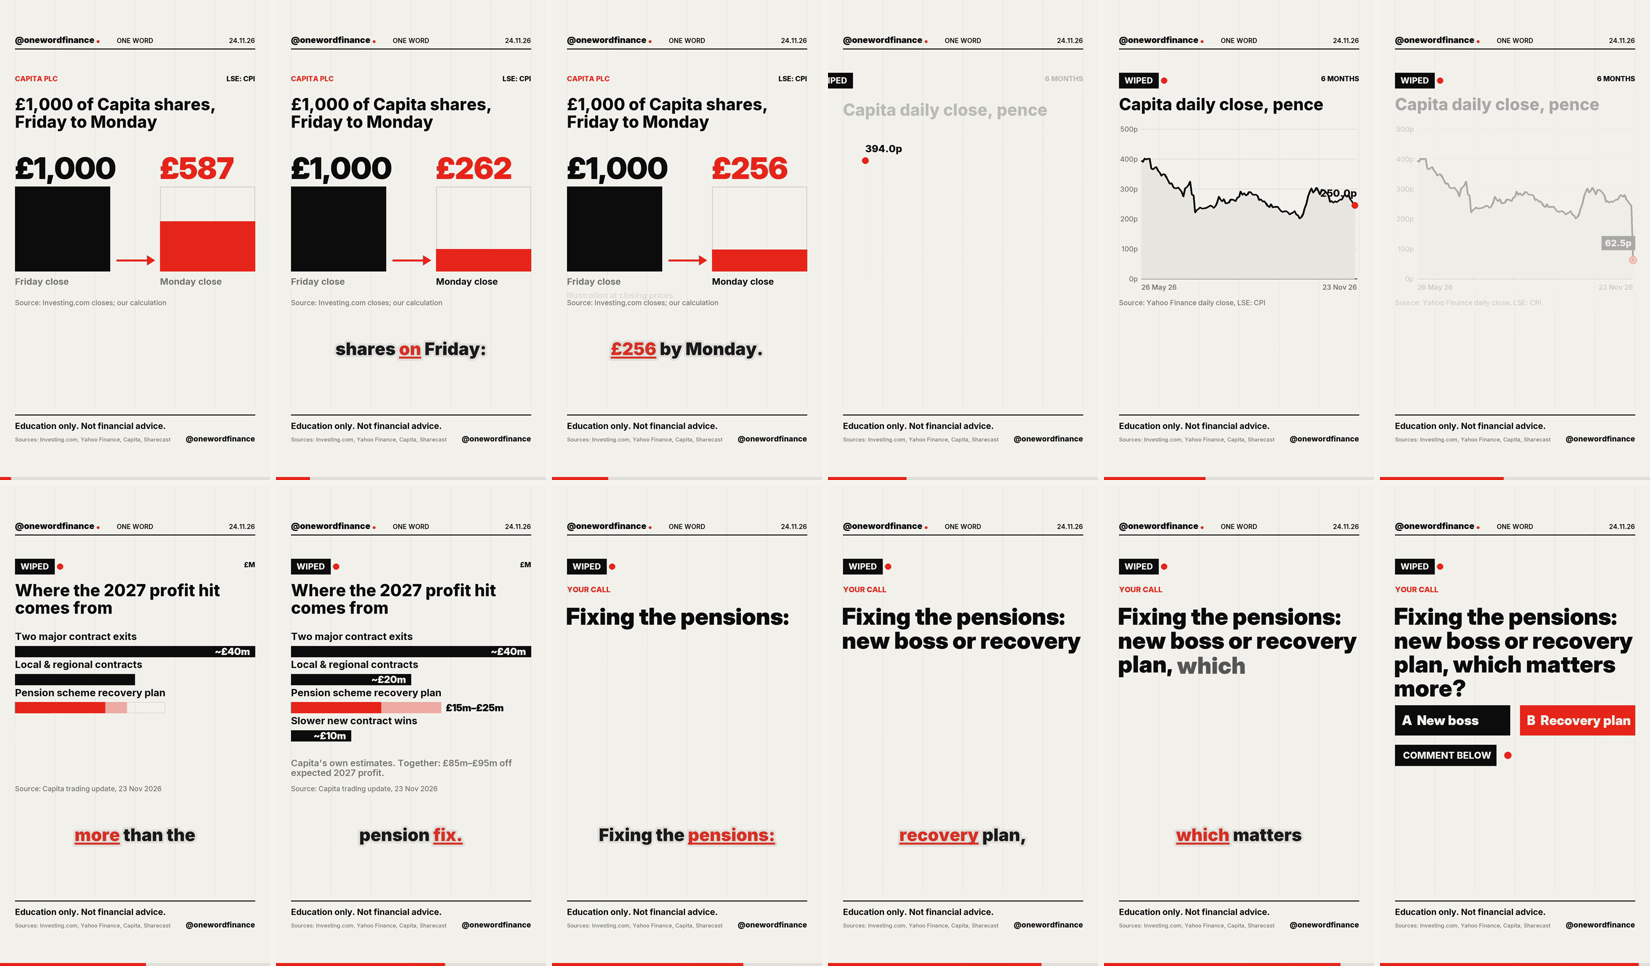 @onewordfinance ONE WORD 24.11.26
CAPITA PLC LSE: CPI
£1,000 of Capita shares,
Friday to Monday
£1,000 £587
Friday close Monday close
Source: Investing.com closes; our calculation
Education only. Not financial advice.
Sources: Investing.com, Yahoo Finance, Capita, Sharecast @onewordfinance
@onewordfinance ONE WORD 24.11.26
CAPITA PLC LSE: CPI
£1,000 of Capita shares,
Friday to Monday
£1,000 £262
Friday close Monday close
Source: Investing.com closes; our calculation
shares on Friday:
Education only. Not financial advice.
Sources: Investing.com, Yahoo Finance, Capita, Sharecast @onewordfinance
@onewordfinance ONE WORD 24.11.26
CAPITA PLC LSE: CPI
£1,000 of Capita shares,
Friday to Monday
£1,000 £256
Friday close Monday close
Illustration at closing prices
Source: Investing.com closes; our calculation
£256 by Monday.
Education only. Not financial advice.
Sources: Investing.com, Yahoo Finance, Capita, Sharecast @onewordfinance
@onewordfinance ONE WORD 24.11.26
IPED 6 MONTHS
Capita daily close, pence
394.0p
Education only. Not financial advice.
Sources: Investing.com, Yahoo Finance, Capita, Sharecast @onewordfinance
@onewordfinance ONE WORD 24.11.26
WIPED 6 MONTHS
Capita daily close, pence
500p
400p
300p
250.0p
200p
100p
0p
26 May 26 23 Nov 26
Source: Yahoo Finance daily close, LSE: CPI
Education only. Not financial advice.
Sources: Investing.com, Yahoo Finance, Capita, Sharecast @onewordfinance
@onewordfinance ONE WORD 24.11.26
WIPED 6 MONTHS
Capita daily close, pence
500p
400p
300p
200p
62.5p
100p
0p
26 May 26 23 Nov 26
Source: Yahoo Finance daily close, LSE: CPI
Education only. Not financial advice.
Sources: Investing.com, Yahoo Finance, Capita, Sharecast @onewordfinance
@onewordfinance ONE WORD 24.11.26
WIPED £M
Where the 2027 profit hit
comes from
Two major contract exits
~£40m
Local & regional contracts
Pension scheme recovery plan
Source: Capita trading update, 23 Nov 2026
more than the
Education only. Not financial advice.
Sources: Investing.com, Yahoo Finance, Capita, Sharecast @onewordfinance
@onewordfinance ONE WORD 24.11.26
WIPED £M
Where the 2027 profit hit
comes from
Two major contract exits
~£40m
Local & regional contracts
~£20m
Pension scheme recovery plan
£15m–£25m
Slower new contract wins
~£10m
Capita's own estimates. Together: £85m–£95m off
expected 2027 profit.
Source: Capita trading update, 23 Nov 2026
pension fix.
Education only. Not financial advice.
Sources: Investing.com, Yahoo Finance, Capita, Sharecast @onewordfinance
@onewordfinance ONE WORD 24.11.26
WIPED
YOUR CALL
Fixing the pensions:
Fixing the pensions:
Education only. Not financial advice.
Sources: Investing.com, Yahoo Finance, Capita, Sharecast @onewordfinance
@onewordfinance ONE WORD 24.11.26
WIPED
YOUR CALL
Fixing the pensions:
new boss or recovery
recovery plan,
Education only. Not financial advice.
Sources: Investing.com, Yahoo Finance, Capita, Sharecast @onewordfinance
@onewordfinance ONE WORD 24.11.26
WIPED
YOUR CALL
Fixing the pensions:
new boss or recovery
plan, which
which matters
Education only. Not financial advice.
Sources: Investing.com, Yahoo Finance, Capita, Sharecast @onewordfinance
@onewordfinance ONE WORD 24.11.26
WIPED
YOUR CALL
Fixing the pensions:
new boss or recovery
plan, which matters
more?
A New boss B Recovery plan
COMMENT BELOW
Education only. Not financial advice.
Sources: Investing.com, Yahoo Finance, Capita, Sharecast @onewordfinance